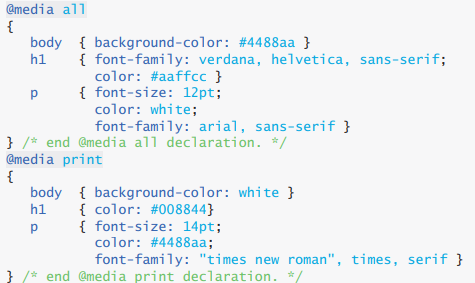 @media all
{
   body  { background-color: #4488aa }
   h1    { font-family: verdana, helvetica, sans-serif;
           color: #aaffcc }
   p     { font-size: 12pt;
           color: white;
           font-family: arial, sans-serif }
} /* end @media all declaration. */
@media print
{
   body  { background-color: white }
   h1    { color: #008844}
   p     { font-size: 14pt;
           color: #4488aa;
           font-family: "times new roman", times, serif }
} /* end @media print declaration. */